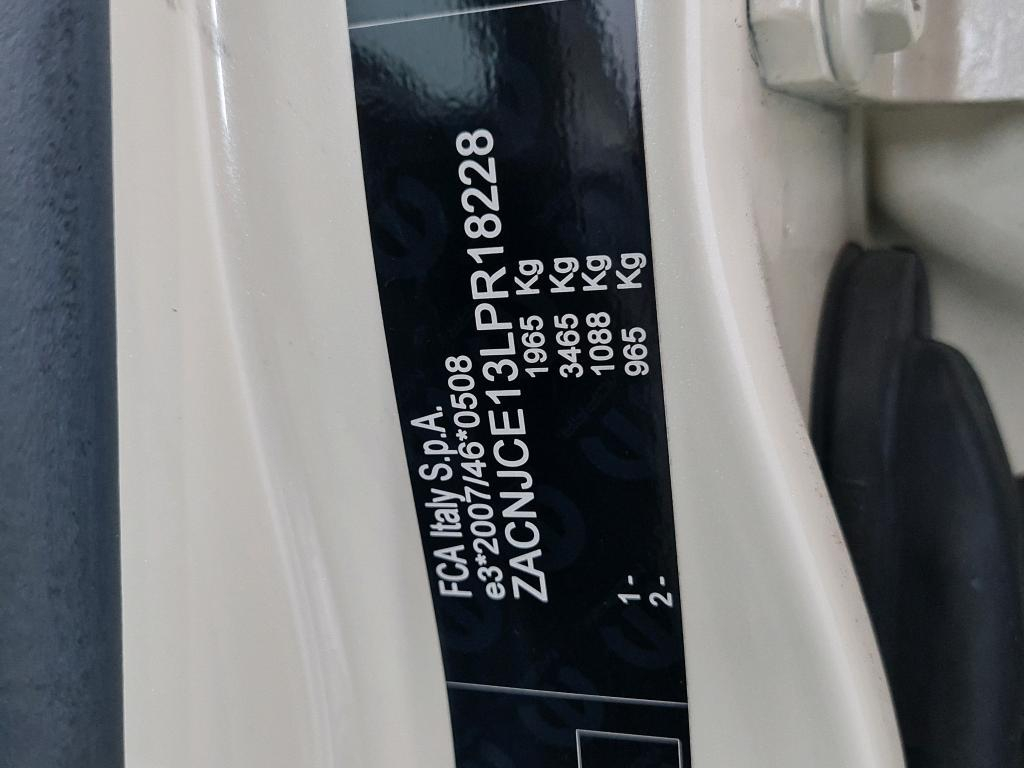 FCA Italy S.p.A.
e3*2007/46*0508
ZACNJCE13LPR18228
1965 Kg
3465 Kg
1 - 1088 Kg
2 - 965 Kg